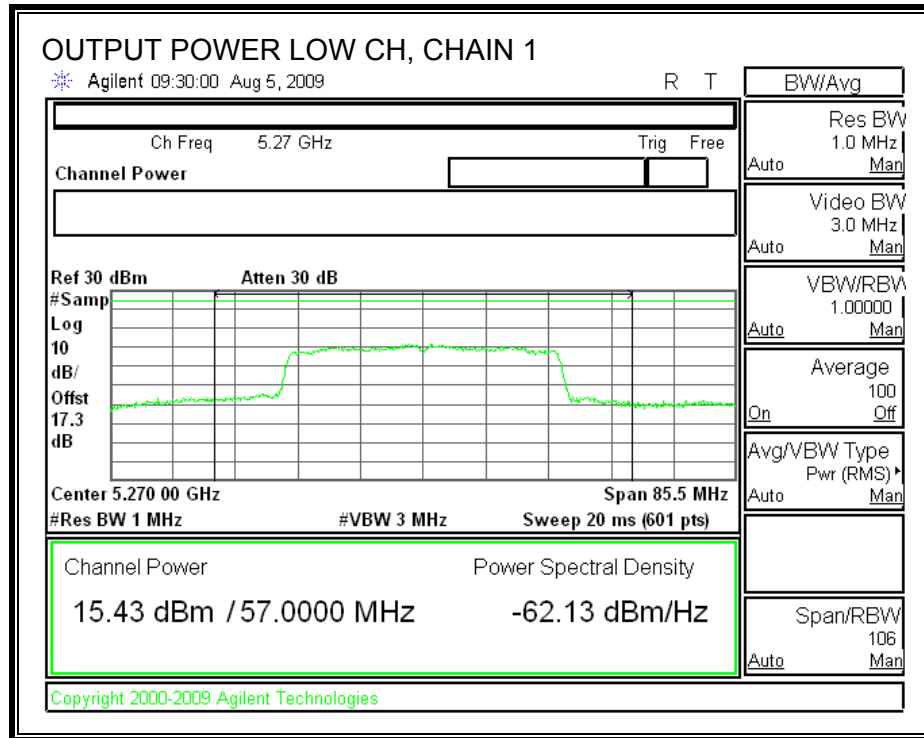 OUTPUT POWER LOW CH, CHAIN 1
Agilent 09:30:00 Aug 5, 2009 R T
Ch Freq 5.27 GHz Trig Free
Channel Power
Ref 30 dBm Atten 30 dB
#Samp
Log
10
dB/
Offst
17.3
dB
Center 5.270 00 GHz Span 85.5 MHz
#Res BW 1 MHz #VBW 3 MHz Sweep 20 ms (601 pts)
Channel Power Power Spectral Density
15.43 dBm / 57.0000 MHz -62.13 dBm/Hz
Copyright 2000-2009 Agilent Technologies
BW/Avg
Res BW
1.0 MHz
Auto Man
Video BW
3.0 MHz
Auto Man
VBW/RBW
1.00000
Auto Man
Average
100
On Off
Avg/VBW Type
Pwr (RMS)
Auto Man
Span/RBW
106
Auto Man